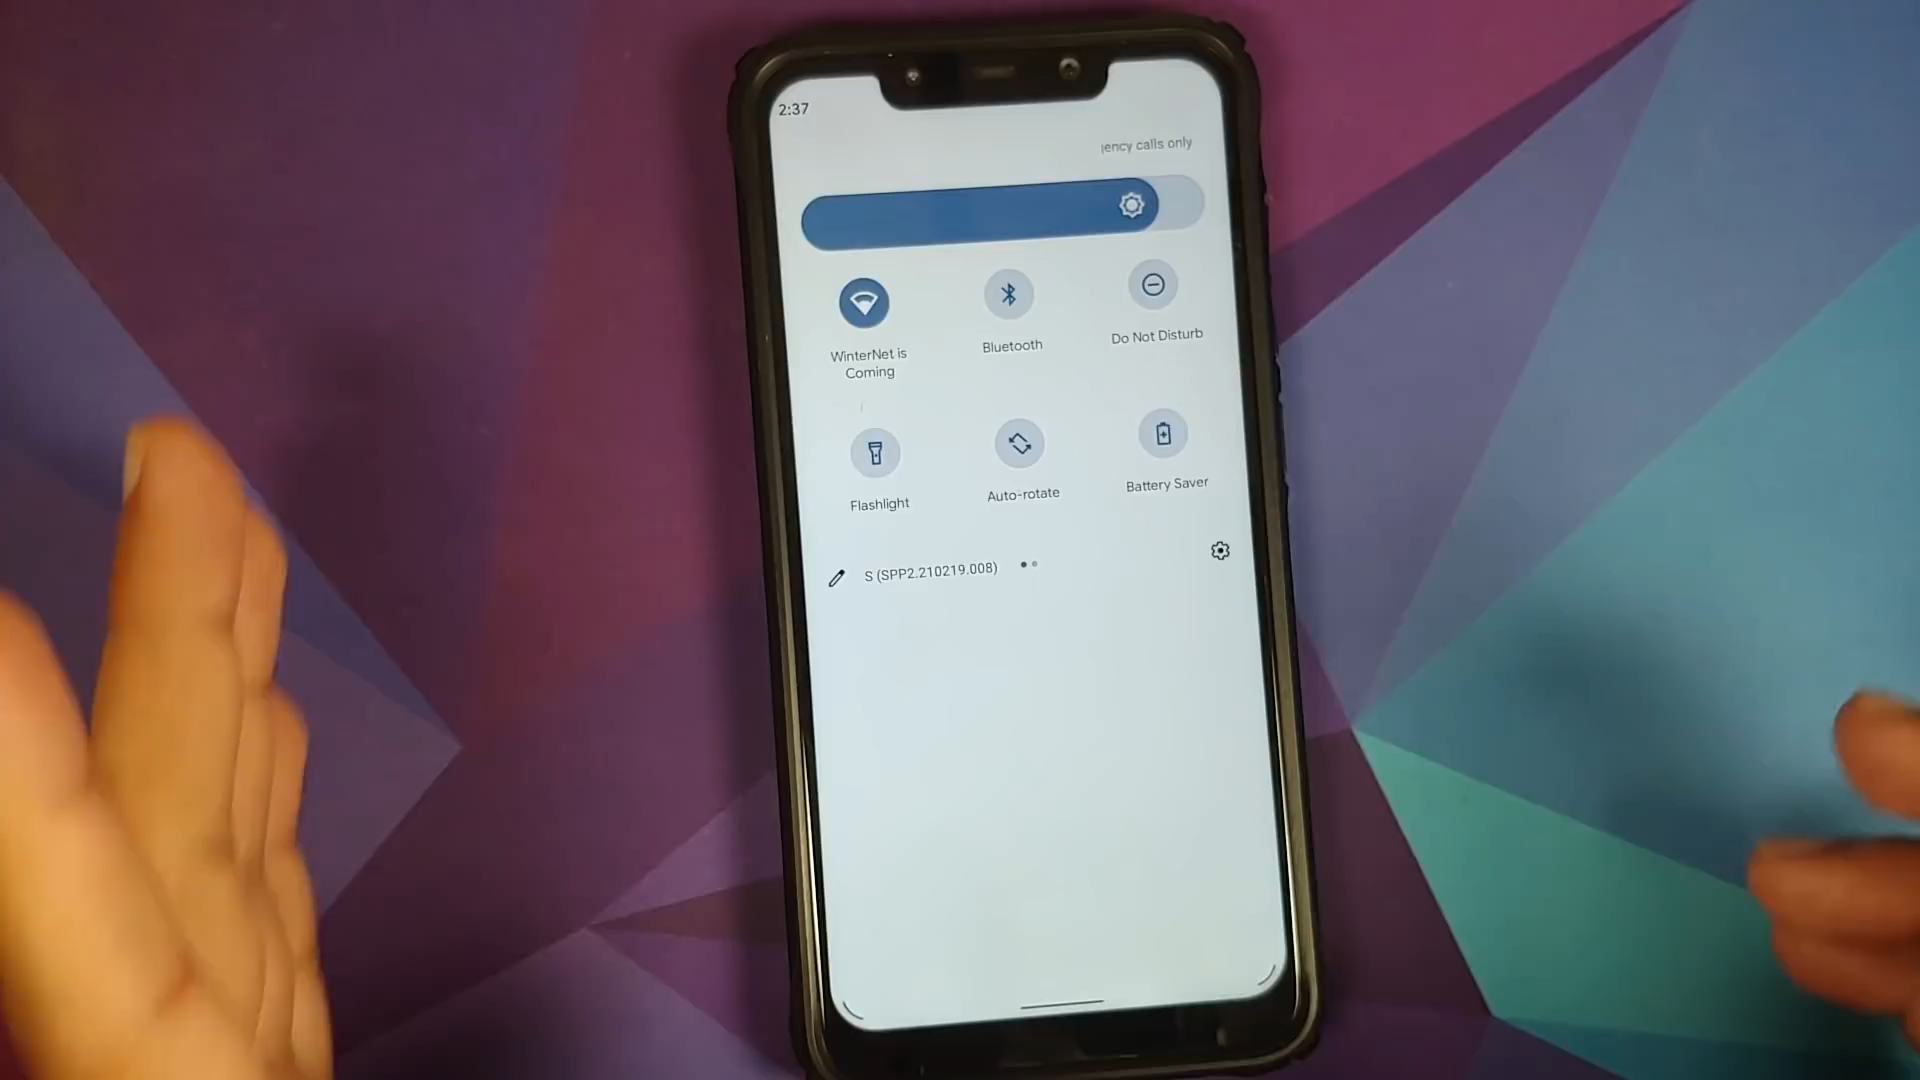 2:37
ency calls only
WinterNet is
Coming
Bluetooth
Do Not Disturb
Flashlight
Auto-rotate
Battery Saver
S (SPP2.210219.008)